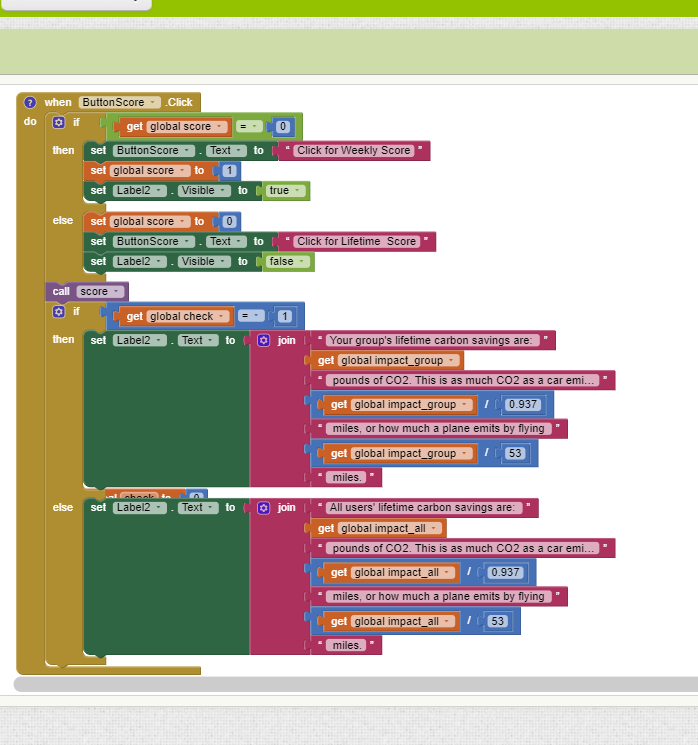 ? when ButtonScore .Click
do if get global score = 0
then set ButtonScore . Text to " Click for Weekly Score "
set global score to 1
set Label2 . Visible to true
else set global score to 0
set ButtonScore . Text to " Click for Lifetime Score "
set Label2 . Visible to false
call score
if get global check = 1
then set Label2 . Text to join " Your group's lifetime carbon savings are: "
get global impact_group
" pounds of CO2. This is as much CO2 as a car emi... "
get global impact_group / 0.937
" miles, or how much a plane emits by flying "
get global impact_group / 53
" miles. "
check to 0
else set Label2 . Text to join " All users' lifetime carbon savings are: "
get global impact_all
" pounds of CO2. This is as much CO2 as a car emi... "
get global impact_all / 0.937
" miles, or how much a plane emits by flying "
get global impact_all / 53
" miles. "